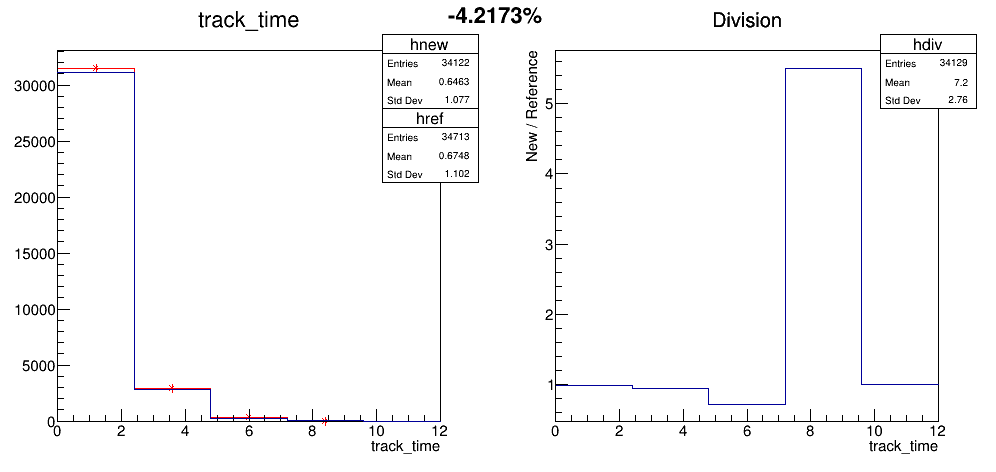 track_time
-4.2173%
Division
hnew
Entries 34122
Mean 0.6463
Std Dev 1.077
href
Entries 34713
Mean 0.6748
Std Dev 1.102
30000
25000
20000
15000
10000
5000
0
0 2 4 6 8 10 12
track_time
hdiv
Entries 34129
Mean 7.2
Std Dev 2.76
New / Reference
5
4
3
2
1
0 2 4 6 8 10 12
track_time